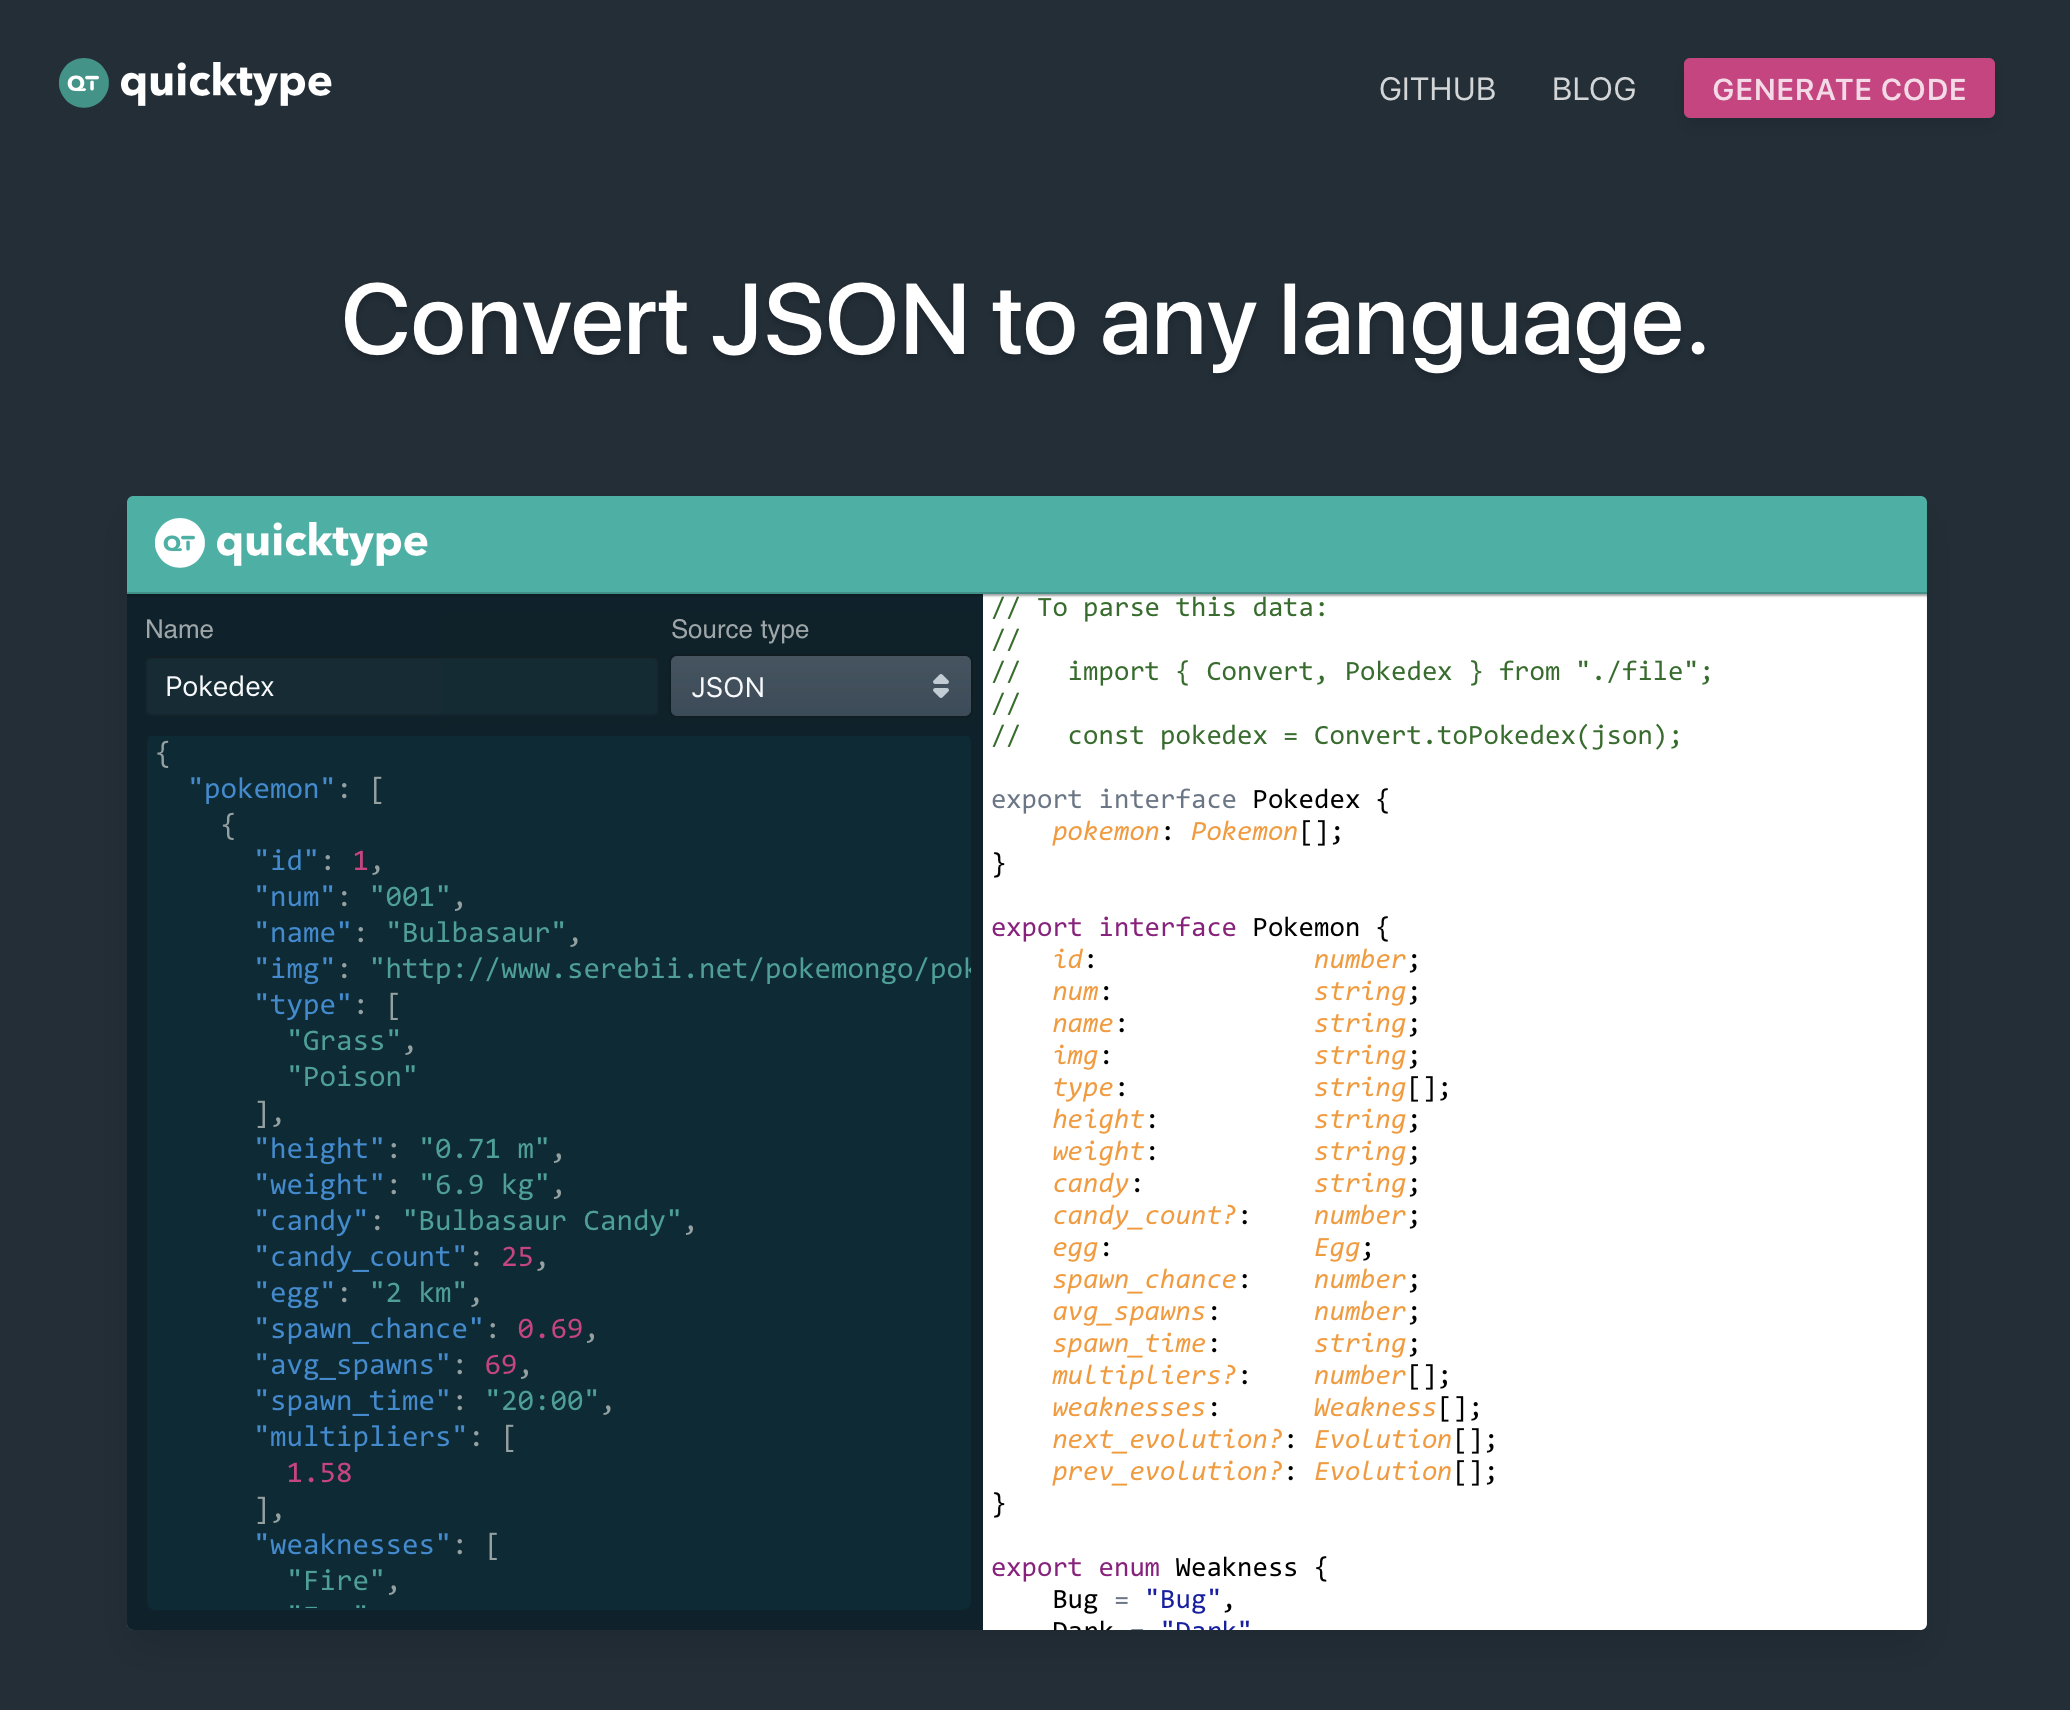 QT quicktype
GITHUB BLOG GENERATE CODE
Convert JSON to any language.
QT quicktype
Name
Source type
Pokedex
JSON
{
"pokemon": [
{
"id": 1,
"num": "001",
"name": "Bulbasaur",
"img": "http://www.serebii.net/pokemongo/pok
"type": [
"Grass",
"Poison"
],
"height": "0.71 m",
"weight": "6.9 kg",
"candy": "Bulbasaur Candy",
"candy_count": 25,
"egg": "2 km",
"spawn_chance": 0.69,
"avg_spawns": 69,
"spawn_time": "20:00",
"multipliers": [
1.58
],
"weaknesses": [
"Fire",
// To parse this data:
//
// import { Convert, Pokedex } from "./file";
//
// const pokedex = Convert.toPokedex(json);
export interface Pokedex {
pokemon: Pokemon[];
}
export interface Pokemon {
id: number;
num: string;
name: string;
img: string;
type: string[];
height: string;
weight: string;
candy: string;
candy_count?: number;
egg: Egg;
spawn_chance: number;
avg_spawns: number;
spawn_time: string;
multipliers?: number[];
weaknesses: Weakness[];
next_evolution?: Evolution[];
prev_evolution?: Evolution[];
}
export enum Weakness {
Bug = "Bug",
Dark = "Dark"